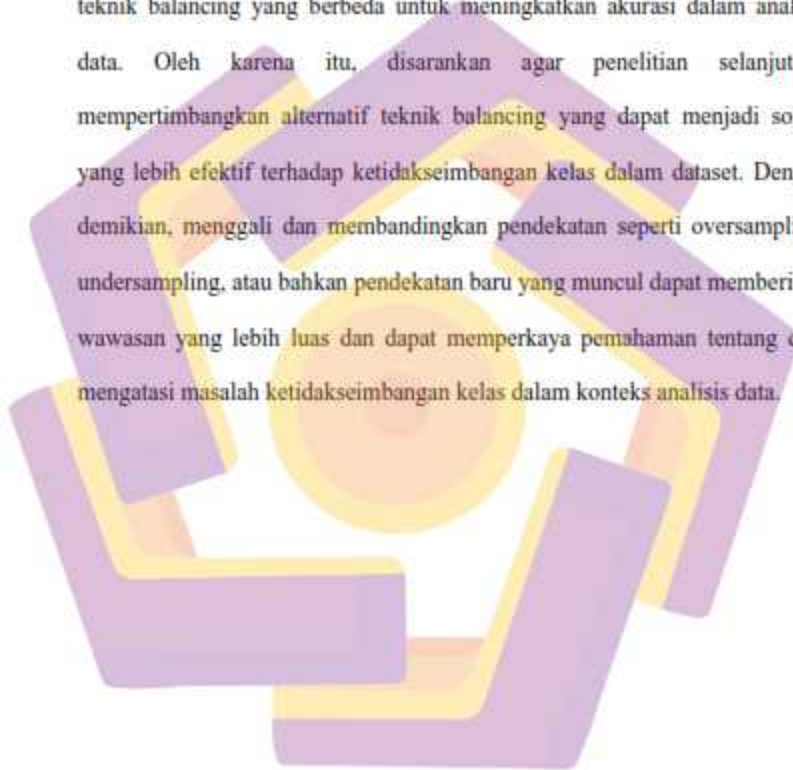 teknik balancing yang berbeda untuk meningkatkan akurasi dalam anal
data. Oleh karena itu, disarankan agar penelitian selanjut
mempertimbangkan alternatif teknik balancing yang dapat menjadi so
yang lebih efektif terhadap ketidakseimbangan kelas dalam dataset. Den
demikian, menggali dan membandingkan pendekatan seperti oversampli
undersampling, atau bahkan pendekatan baru yang muncul dapat memberi
wawasan yang lebih luas dan dapat memperkaya pemahaman tentang c
mengatasi masalah ketidakseimbangan kelas dalam konteks analisis data.